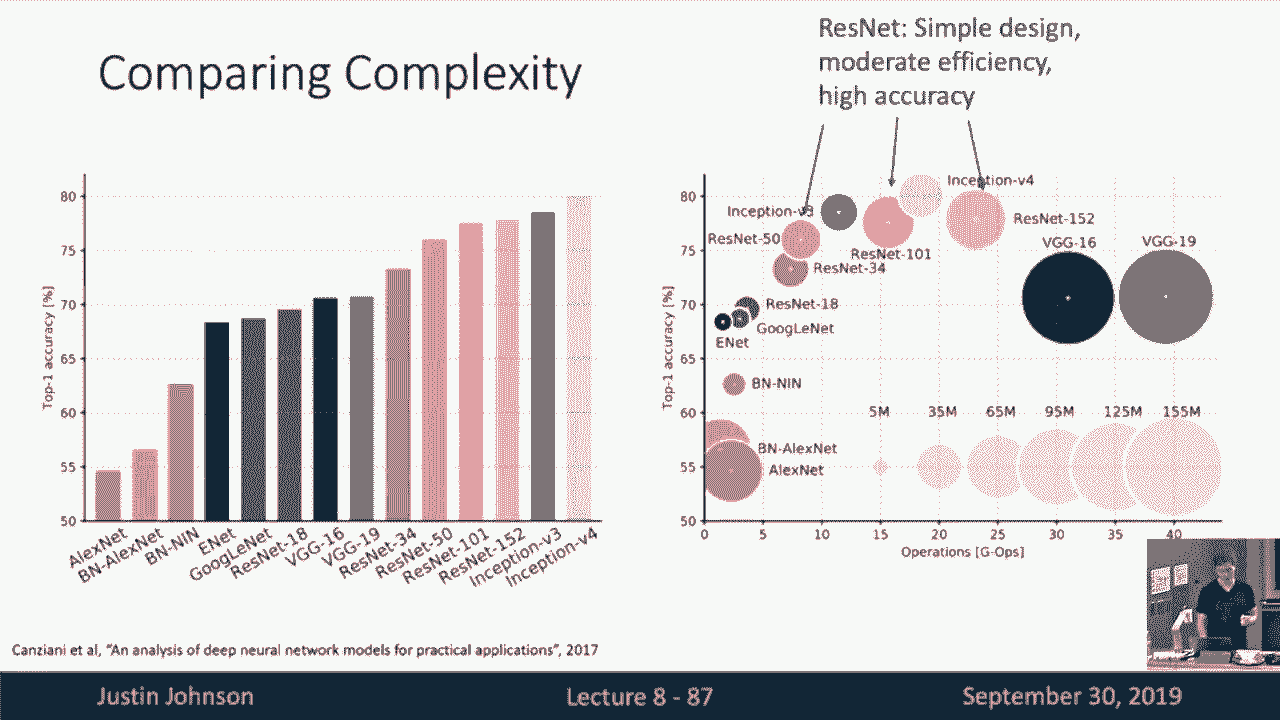 Comparing Complexity
ResNet: Simple design,
moderate efficiency,
high accuracy
80
75
70
65
60
55
50
Top-1 accuracy [%]
AlexNet
BN-AlexNet
BN-NIN
ENet
GoogLeNet
ResNet-18
VGG-16
VGG-19
ResNet-34
ResNet-50
ResNet-101
ResNet-152
Inception-v3
Inception-v4
80
75
70
65
60
55
50
Top-1 accuracy [%]
Inception-v4
Inception-v3
ResNet-152
ResNet-50
VGG-16
VGG-19
ResNet-101
ResNet-34
ResNet-18
GoogLeNet
ENet
BN-NIN
5M 35M 65M 95M 125M 155M
BN-AlexNet
AlexNet
0 5 10 15 20 25 30 35 40
Operations [G-Ops]
Canziani et al, "An analysis of deep neural network models for practical applications", 2017
Justin Johnson
Lecture 8 - 87
September 30, 2019